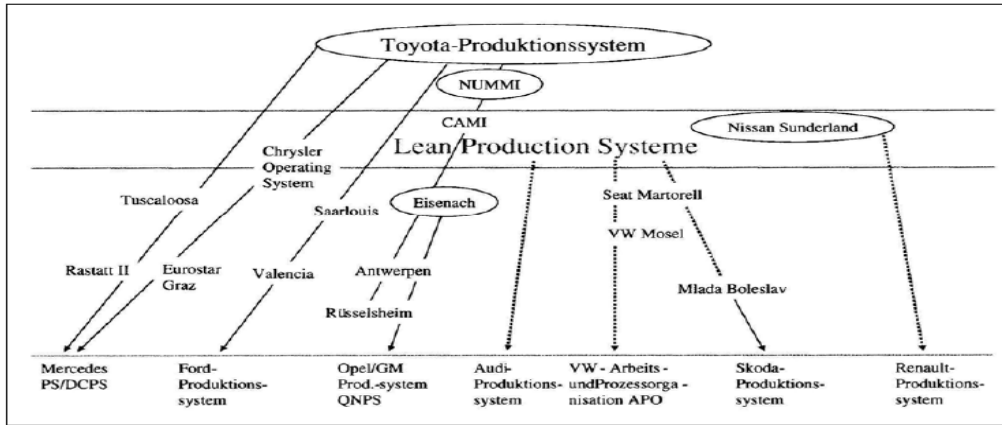 Toyota-Produktionssystem
NUMMI
CAMI
Nissan Sunderland
Lean Production Systeme
Chrysler
Operating
System
Tuscaloosa
Saarlouis
Eisenach
Seat Martorell
VW Mosel
Rastatt II
Eurostar
Graz
Valencia
Antwerpen
Mlada Boleslav
Rüsselsheim
Mercedes
PS/DCPS
Ford-
Produktions-
system
Opel/GM
Prod.-system
QNPS
Audi-
Produktions-
system
VW - Arbeits -
undProzessorga -
nisation APO
Skoda-
Produktions-
system
Renault-
Produktions-
system